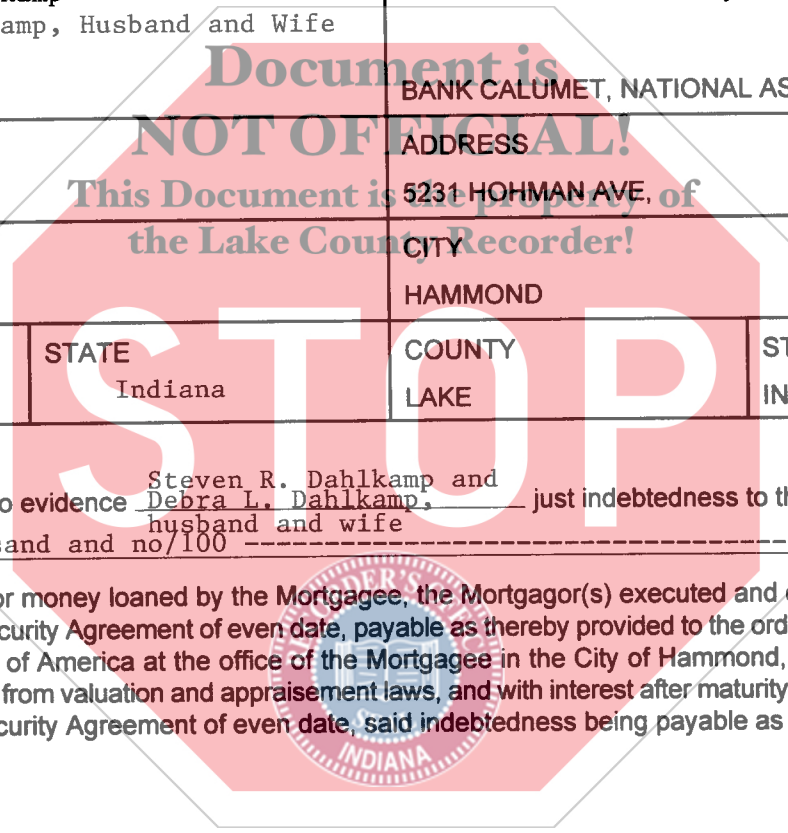 amp, Husband and Wife
Document is
NOT OFFICIAL!
This Document is the property of
the Lake County Recorder!
BANK CALUMET, NATIONAL AS
ADDRESS
5231 HOHMAN AVE,
CITY
HAMMOND
STATE
Indiana
COUNTY
LAKE
ST
IN
STOP
Steven R. Dahlkamp and
o evidence Debra L. Dahlkamp, just indebtedness to th
husband and wife
sand and no/100 --------------------------------------
or money loaned by the Mortgagee, the Mortgagor(s) executed and
curity Agreement of even date, payable as thereby provided to the ord
of America at the office of the Mortgagee in the City of Hammond,
from valuation and appraisement laws, and with interest after maturity
curity Agreement of even date, said indebtedness being payable as
INDIANA